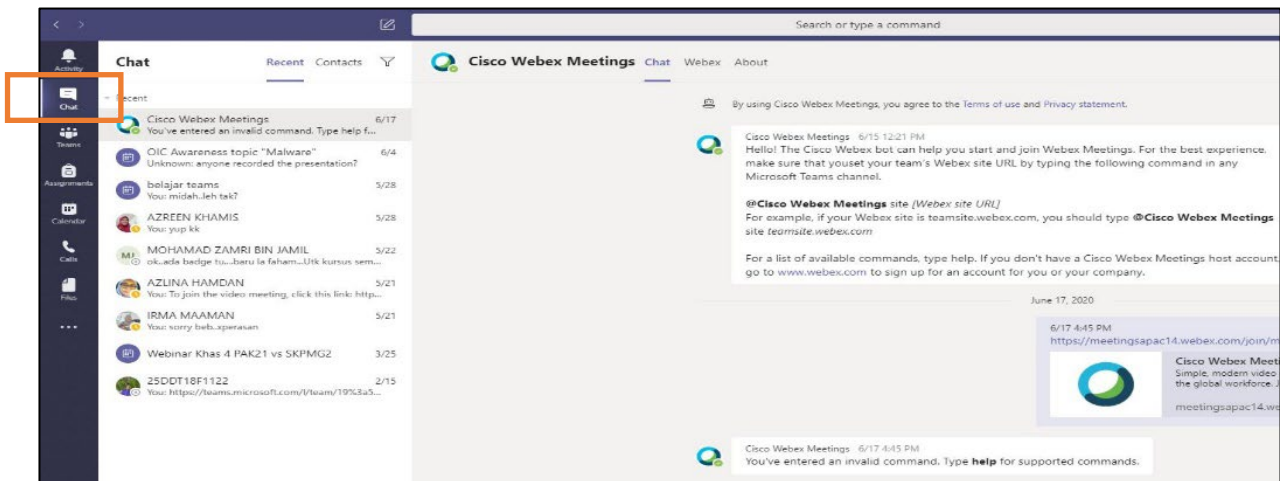 Search or type a command
Activity
Chat
Teams
Assignments
Calendar
Calls
Files
Chat
Recent Contacts
Recent
Cisco Webex Meetings 6/17
You've entered an invalid command. Type help f...
OIC Awareness topic "Malware" 6/4
Unknown: anyone recorded the presentation?
belajar teams 5/28
You: midah..leh tak?
AZREEN KHAMIS 5/28
You: yup kk
MOHAMAD ZAMRI BIN JAMIL 5/22
ok..ada badge tu...baru la faham...Utk kursus sem...
AZLINA HAMDAN 5/21
You: To join the video meeting, click this link: http...
IRMA MAAMAN 5/21
You: sorry beb..xperasan
Webinar Khas 4 PAK21 vs SKPMG2 3/25
25DDT18F1122 2/15
You: https://teams.microsoft.com/l/team/19%3a5...
Cisco Webex Meetings Chat Webex About
By using Cisco Webex Meetings, you agree to the Terms of use and Privacy statement.
Cisco Webex Meetings 6/15 12:21 PM
Hello! The Cisco Webex bot can help you start and join Webex Meetings. For the best experience,
make sure that youset your team's Webex site URL by typing the following command in any
Microsoft Teams channel.
@Cisco Webex Meetings site [Webex site URL]
For example, if your Webex site is teamsite.webex.com, you should type @Cisco Webex Meetings
site teamsite.webex.com
For a list of available commands, type help. If you don't have a Cisco Webex Meetings host account,
go to www.webex.com to sign up for an account for you or your company.
June 17, 2020
6/17 4:45 PM
https://meetingsapac14.webex.com/join/m
Cisco Webex Meeti
Simple, modern video
the global workforce. J
meetingsapac14.we
Cisco Webex Meetings 6/17 4:45 PM
You've entered an invalid command. Type help for supported commands.